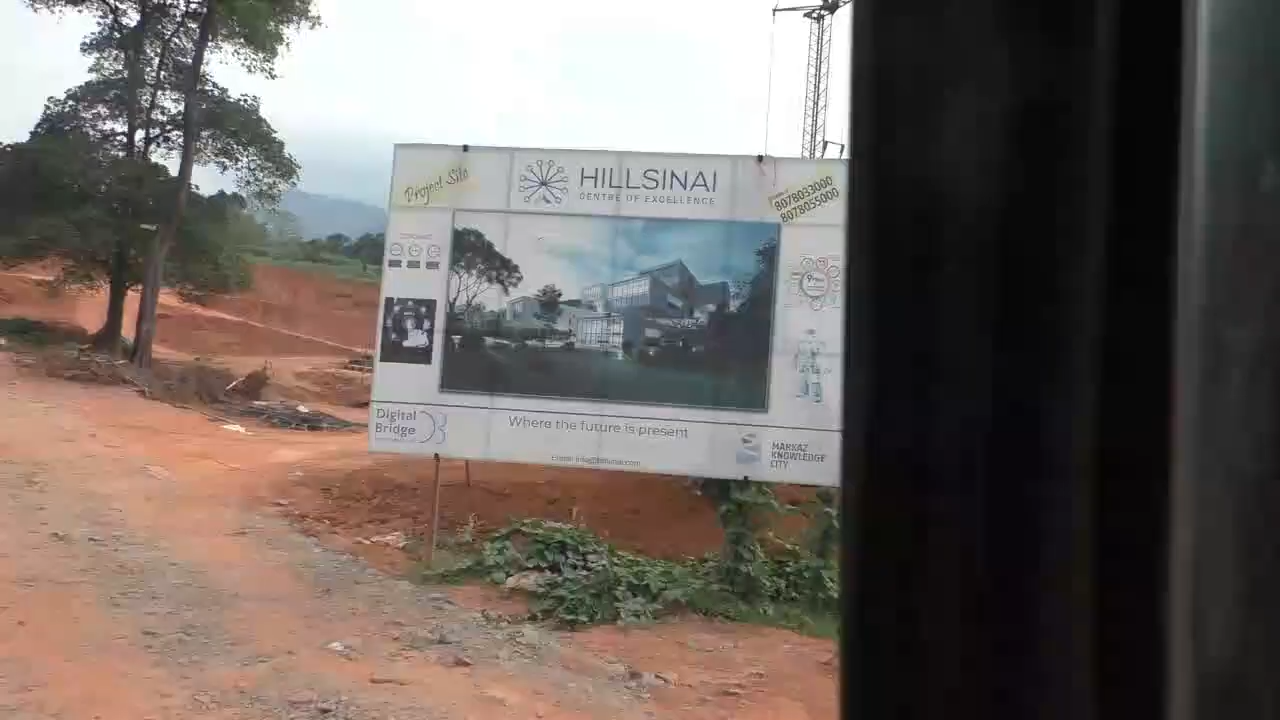 Project Site
HILLSINAI
CENTRE OF EXCELLENCE
8078033000
8078055000
Digital
Bridge
Where the future is present
MARKAZ
KNOWLEDGE
CITY